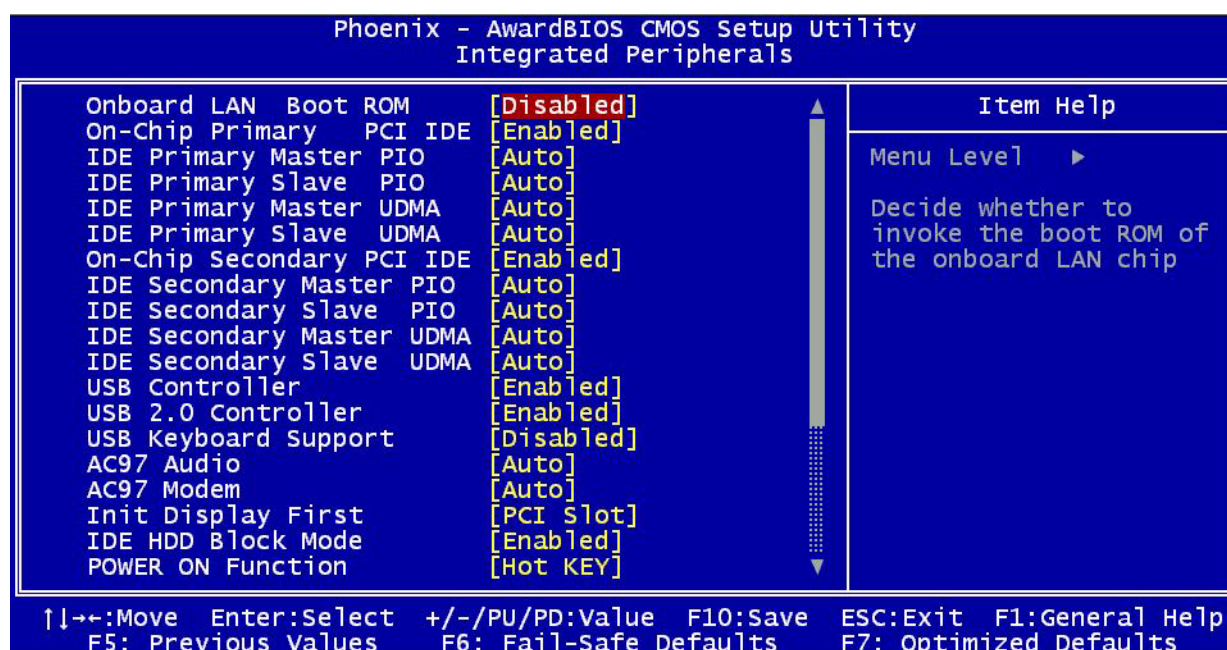 Phoenix - AwardBIOS CMOS Setup Utility
Integrated Peripherals
Onboard LAN Boot ROM [Disabled]
On-Chip Primary PCI IDE [Enabled]
IDE Primary Master PIO [Auto]
IDE Primary Slave PIO [Auto]
IDE Primary Master UDMA [Auto]
IDE Primary Slave UDMA [Auto]
On-Chip Secondary PCI IDE [Enabled]
IDE Secondary Master PIO [Auto]
IDE Secondary Slave PIO [Auto]
IDE Secondary Master UDMA [Auto]
IDE Secondary Slave UDMA [Auto]
USB Controller [Enabled]
USB 2.0 Controller [Enabled]
USB Keyboard Support [Disabled]
AC97 Audio [Auto]
AC97 Modem [Auto]
Init Display First [PCI Slot]
IDE HDD Block Mode [Enabled]
POWER ON Function [Hot KEY]
Item Help
Menu Level ▶
Decide whether to
invoke the boot ROM of
the onboard LAN chip
↑↓→←:Move Enter:Select +/-/PU/PD:Value F10:Save ESC:Exit F1:General Help
F5: Previous Values F6: Fail-Safe Defaults F7: Optimized Defaults